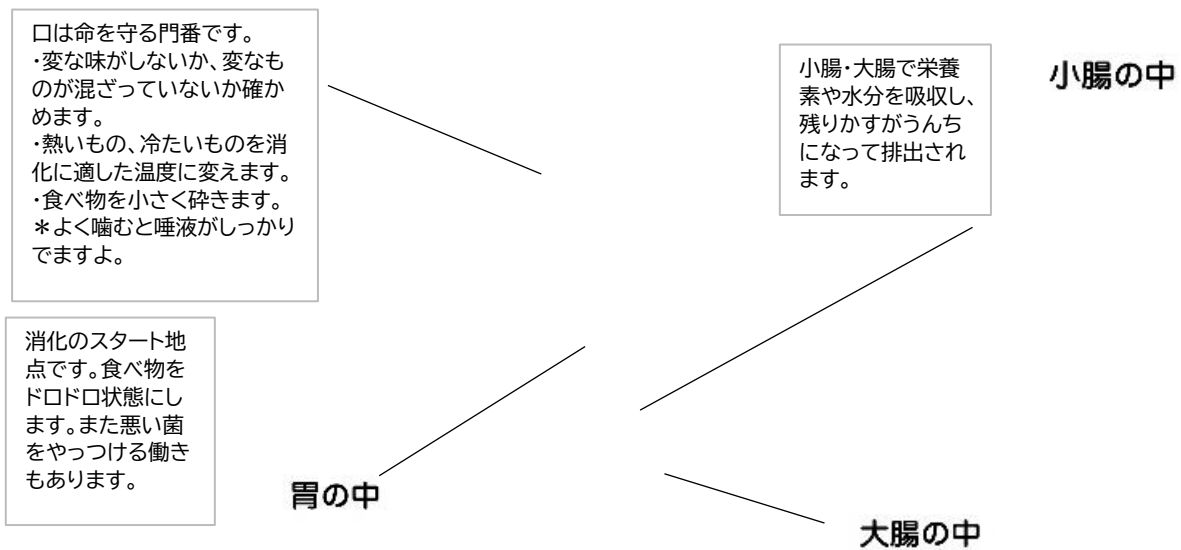 口は命を守る門番です。
・変な味がしないか、変なも
のが混ざっていないか確か
めます。
・熱いもの、冷たいものを消
化に適した温度に変えます。
・食べ物を小さく砕きます。
＊よく噛むと唾液がしっかり
でますよ。
小腸・大腸で栄養
素や水分を吸収し、
残りかすがうんち
になって排出され
ます。
小腸の中
消化のスタート地
点です。食べ物を
ドロドロ状態にし
ます。また悪い菌
をやっつける働き
もあります。
胃の中
大腸の中